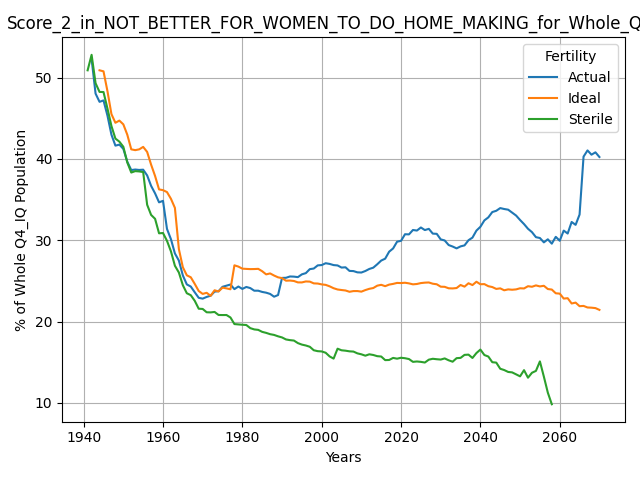 Score_2_in_NOT_BETTER_FOR_WOMEN_TO_DO_HOME_MAKING_for_Whole_Q
Fertility
Actual
Ideal
Sterile
% of Whole Q4_IQ Population
50
40
30
20
10
1940 1960 1980 2000 2020 2040 2060
Years